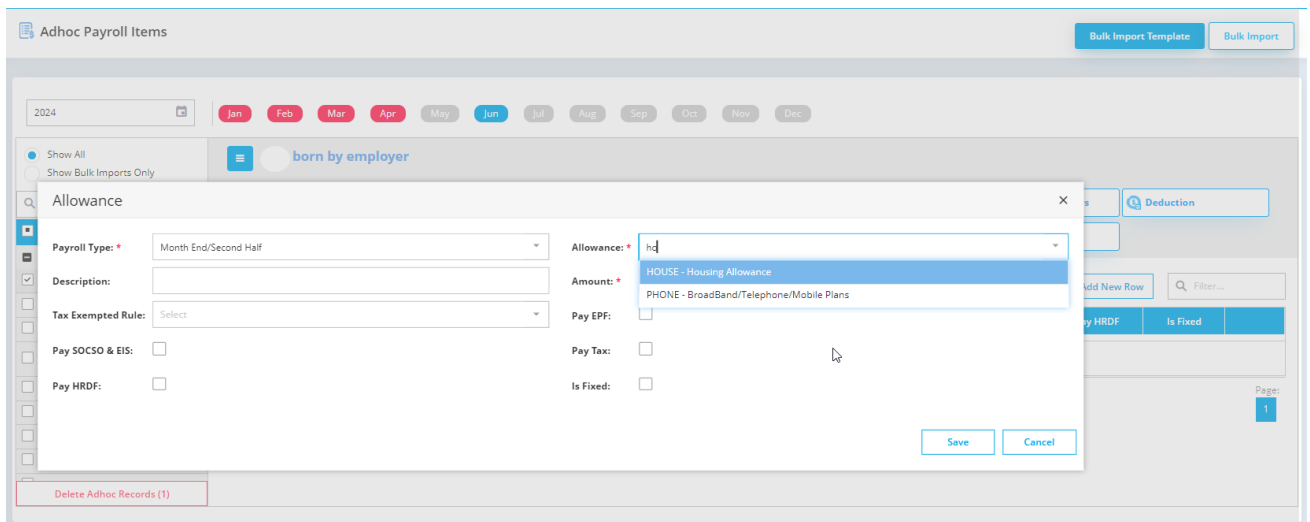 Adhoc Payroll Items
Bulk Import Template
Bulk Import
2024
Jan Feb Mar Apr May Jun Jul Aug Sep Oct Nov Dec
Show All
Show Bulk Imports Only
born by employer
Allowance
s
Deduction
Payroll Type: *
Month End/Second Half
Allowance: *
ho
HOUSE - Housing Allowance
PHONE - BroadBand/Telephone/Mobile Plans
Description:
Amount: *
Add New Row
Filter...
Tax Exempted Rule:
Select
Pay EPF:
ay HRDF
Is Fixed
Pay SOCSO & EIS:
Pay Tax:
Pay HRDF:
Is Fixed:
Page:
1
Save
Cancel
Delete Adhoc Records (1)